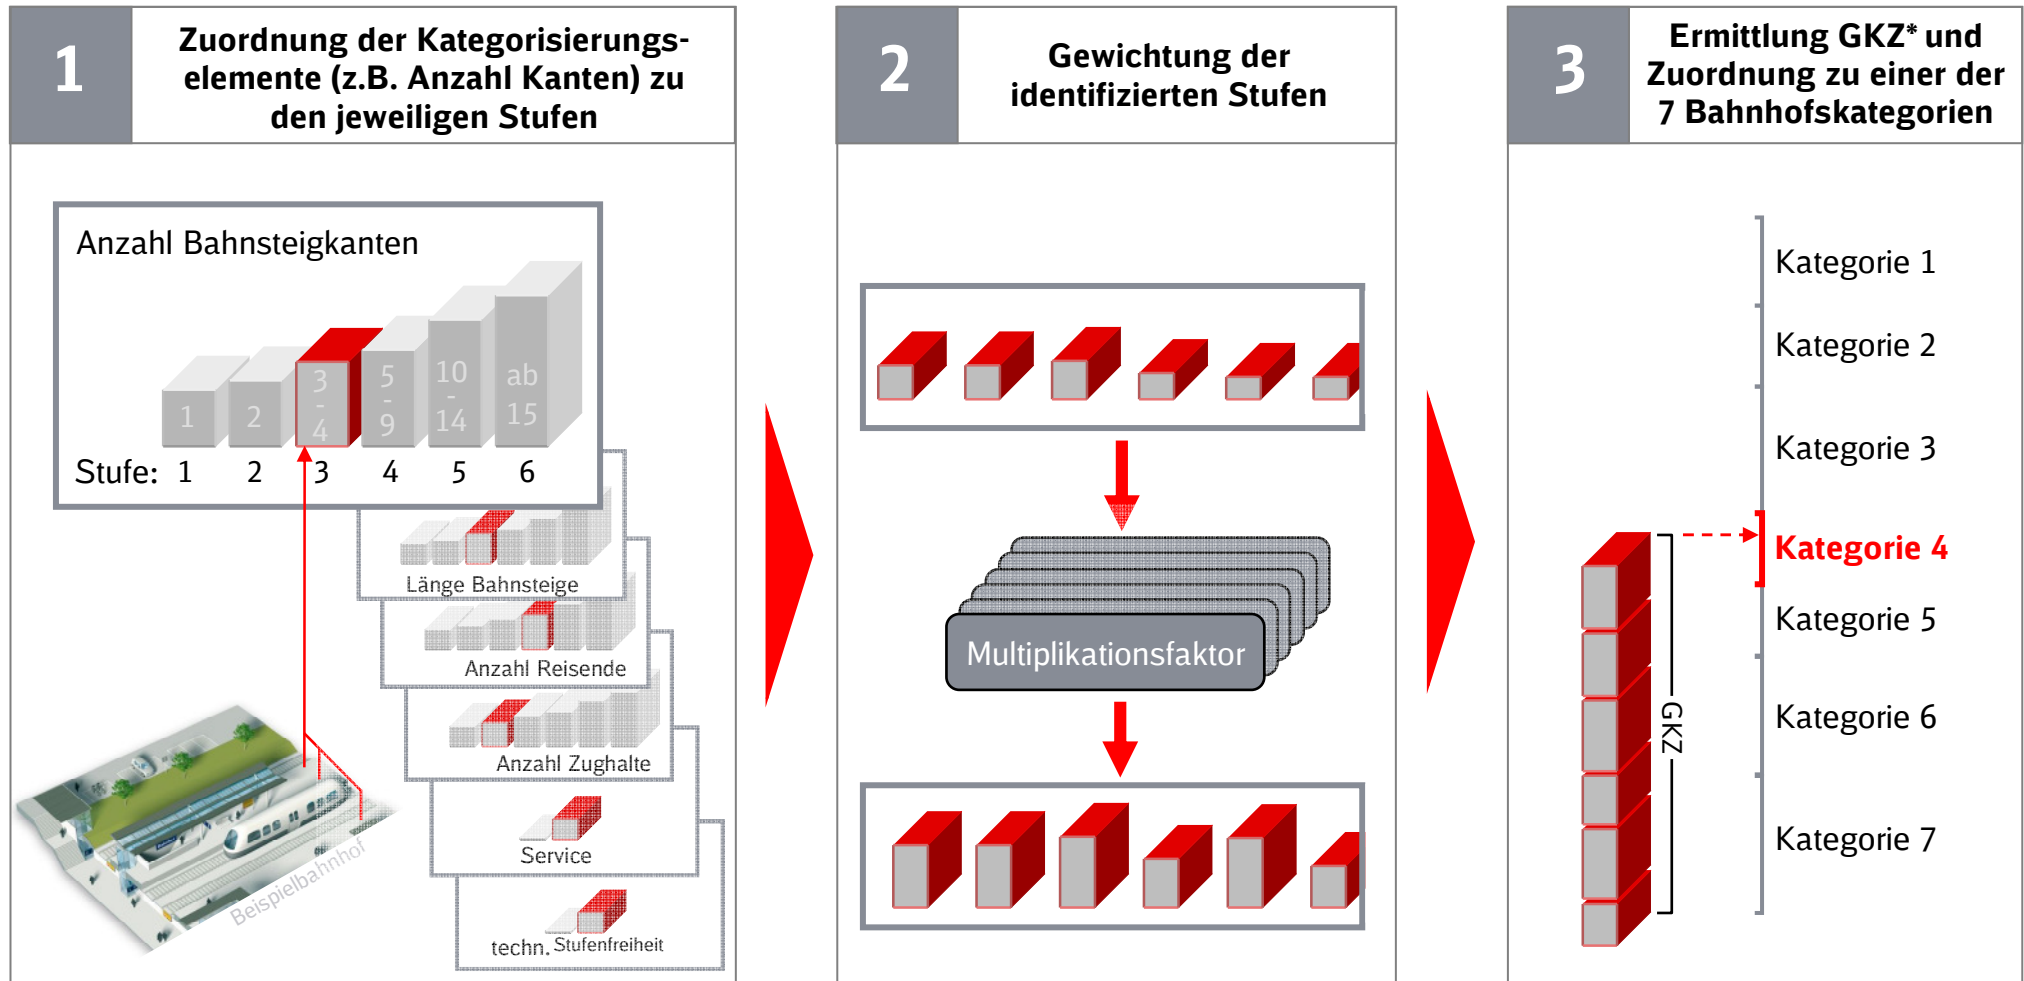 1
Zuordnung der Kategorisierungs-
elemente (z.B. Anzahl Kanten) zu
den jeweiligen Stufen
Anzahl Bahnsteigkanten
1
2
3
-
4
5
-
9
10
-
14
ab
15
Stufe: 1 2 3 4 5 6
Länge Bahnsteige
Anzahl Reisende
Anzahl Zughalte
Service
techn. Stufenfreiheit
Beispielbahnhof
2
Gewichtung der
identifizierten Stufen
Multiplikationsfaktor
3
Ermittlung GKZ* und
Zuordnung zu einer der
7 Bahnhofskategorien
Kategorie 1
Kategorie 2
Kategorie 3
Kategorie 4
Kategorie 5
Kategorie 6
Kategorie 7
GKZ